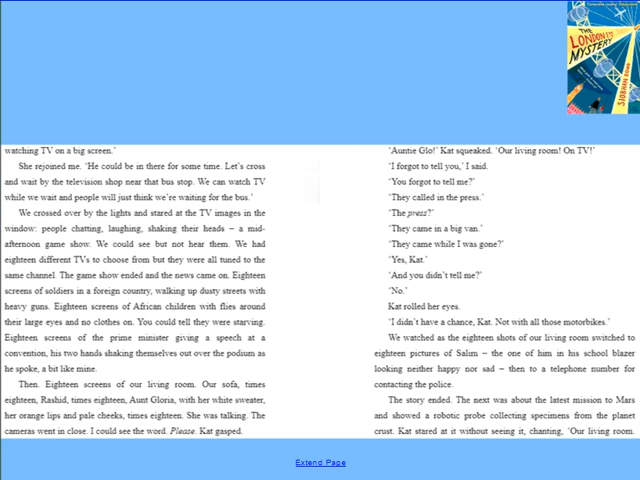 THE
LONDON EYE
MYSTERY
SIOBHAN DOWD
watching TV on a big screen.’
She rejoined me. ‘He could be in there for some time. Let’s cross
and wait by the television shop near that bus stop. We can watch TV
while we wait and people will just think we’re waiting for the bus.’
We crossed over by the lights and stared at the TV images in the
window: people chatting, laughing, shaking their heads – a mid-
afternoon game show. We could see but not hear them. We had
eighteen different TVs to choose from but they were all tuned to the
same channel. The game show ended and the news came on. Eighteen
screens of soldiers in a foreign country, walking up dusty streets with
heavy guns. Eighteen screens of African children with flies around
their large eyes and no clothes on. You could tell they were starving.
Eighteen screens of the prime minister giving a speech at a
convention, his two hands shaking themselves out over the podium as
he spoke, a bit like mine.
Then. Eighteen screens of our living room. Our sofa, times
eighteen, Rashid, times eighteen, Aunt Gloria, with her white sweater,
her orange lips and pale cheeks, times eighteen. She was talking. The
cameras went in close. I could see the word. Please. Kat gasped.
‘Auntie Glo!’ Kat squeaked. ‘Our living room! On TV!’
‘I forgot to tell you,’ I said.
‘You forgot to tell me?’
‘They called in the press.’
‘The press?’
‘They came in a big van.’
‘They came while I was gone?’
‘Yes, Kat.’
‘And you didn’t tell me?’
‘No.’
Kat rolled her eyes.
‘I didn’t have a chance, Kat. Not with all those motorbikes.’
We watched as the eighteen shots of our living room switched to
eighteen pictures of Salim – the one of him in his school blazer
looking neither happy nor sad – then to a telephone number for
contacting the police.
The story ended. The next was about the latest mission to Mars
and showed a robotic probe collecting specimens from the planet
crust. Kat stared at it without seeing it, chanting, ‘Our living room.
Extend Page